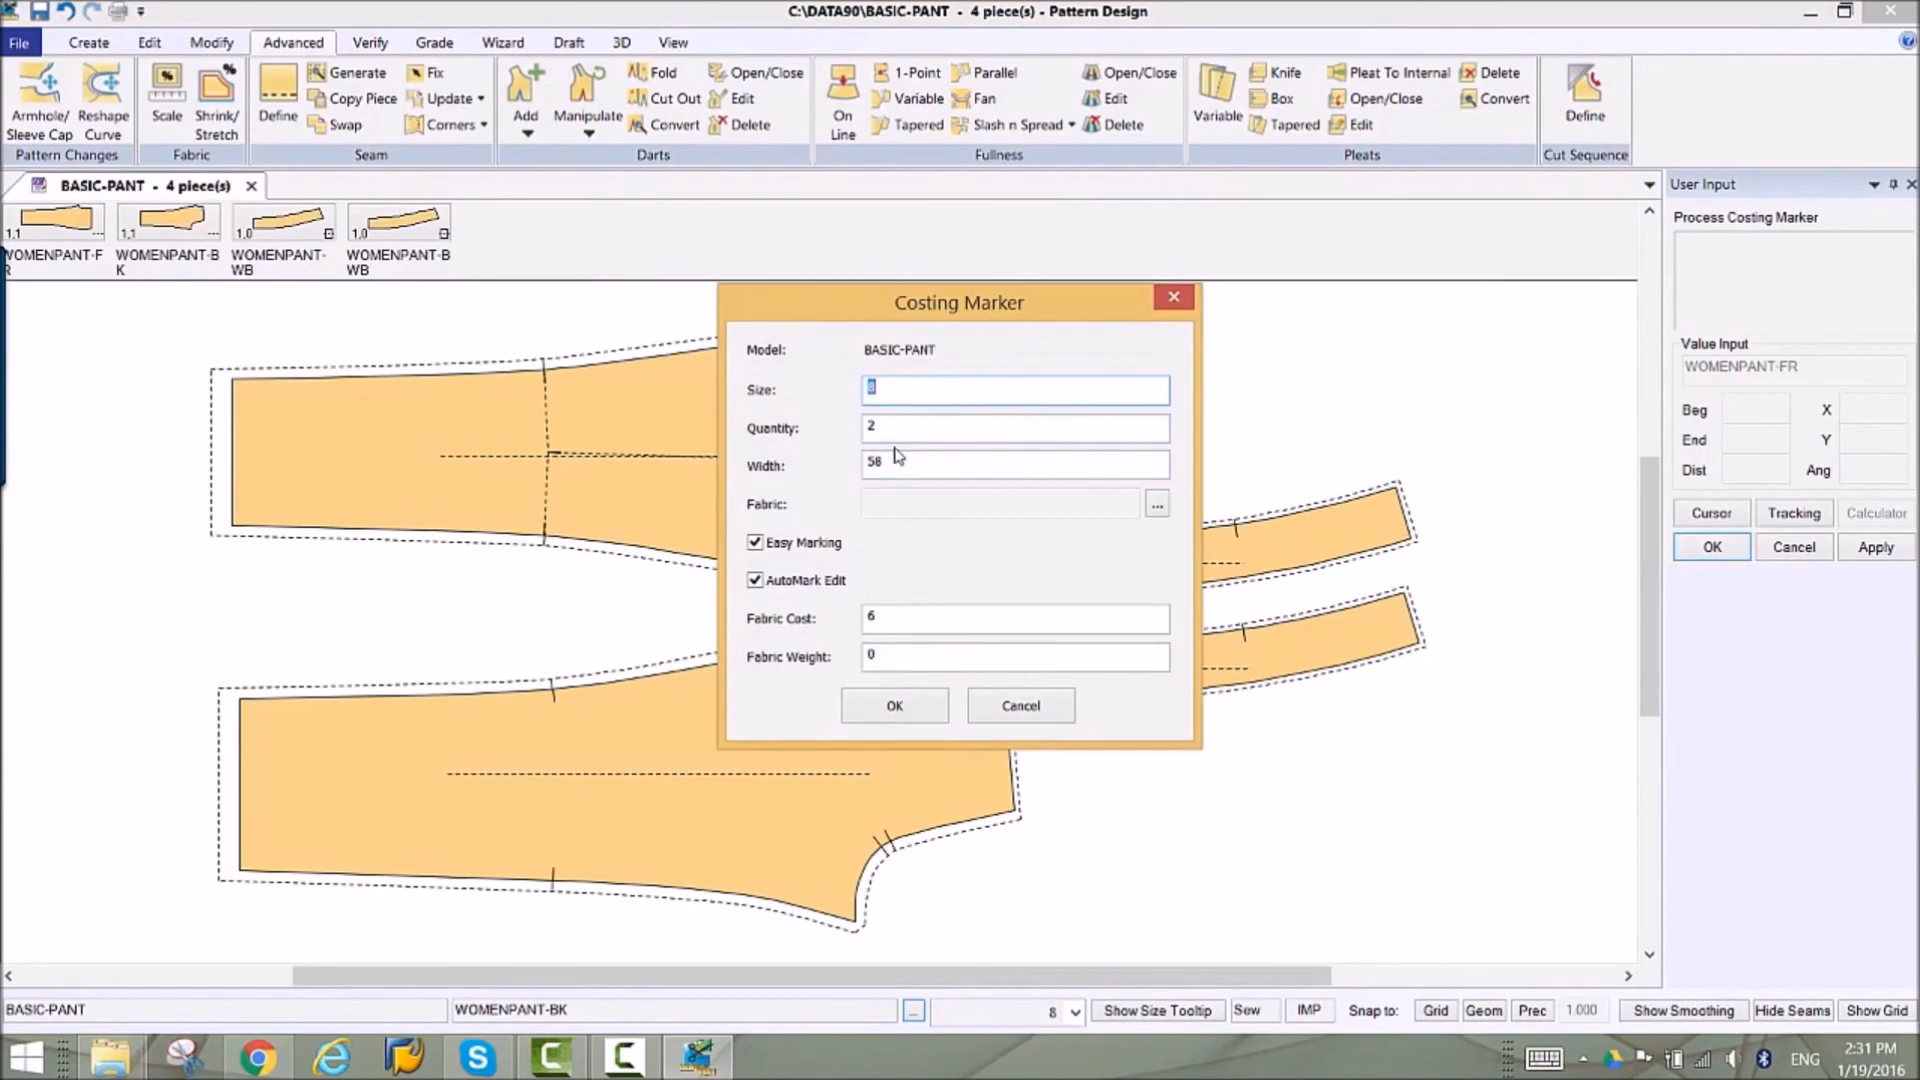 C:\DATA90\BASIC-PANT - 4 piece(s) - Pattern Design
File Create Edit Modify Advanced Verify Grade Wizard Draft 3D View
Armhole/ Sleeve Cap
Reshape Curve
Pattern Changes
Scale
Shrink/ Stretch
Fabric
Define
Generate
Copy Piece
Swap
Fix
Update
Corners
Seam
Add
Manipulate
Fold
Cut Out
Convert
Open/Close
Edit
Delete
Darts
On Line
1-Point
Variable
Tapered
Parallel
Fan
Slash n Spread
Open/Close
Edit
Delete
Fullness
Variable
Knife
Box
Tapered
Pleat To Internal
Open/Close
Edit
Delete
Convert
Pleats
Define
Cut Sequence
BASIC-PANT - 4 piece(s)
1,1
WOMENPANT-F
R
1,1
WOMENPANT-B
K
1,0
WOMENPANT-
WB
1,0
WOMENPANT-B
WB
Costing Marker
Model: BASIC-PANT
Size: 8
Quantity: 2
Width: 58
Fabric: ...
Easy Marking
AutoMark Edit
Fabric Cost: 6
Fabric Weight: 0
OK Cancel
User Input
Process Costing Marker
Value Input
WOMENPANT-FR
Beg X
End Y
Dist Ang
Cursor Tracking Calculator
OK Cancel Apply
BASIC-PANT WOMENPANT-BK ... 8 Show Size Tooltip Sew IMP Snap to: Grid Geom Prec 1.000 Show Smoothing Hide Seams Show Grid
ENG
2:31 PM
1/19/2016